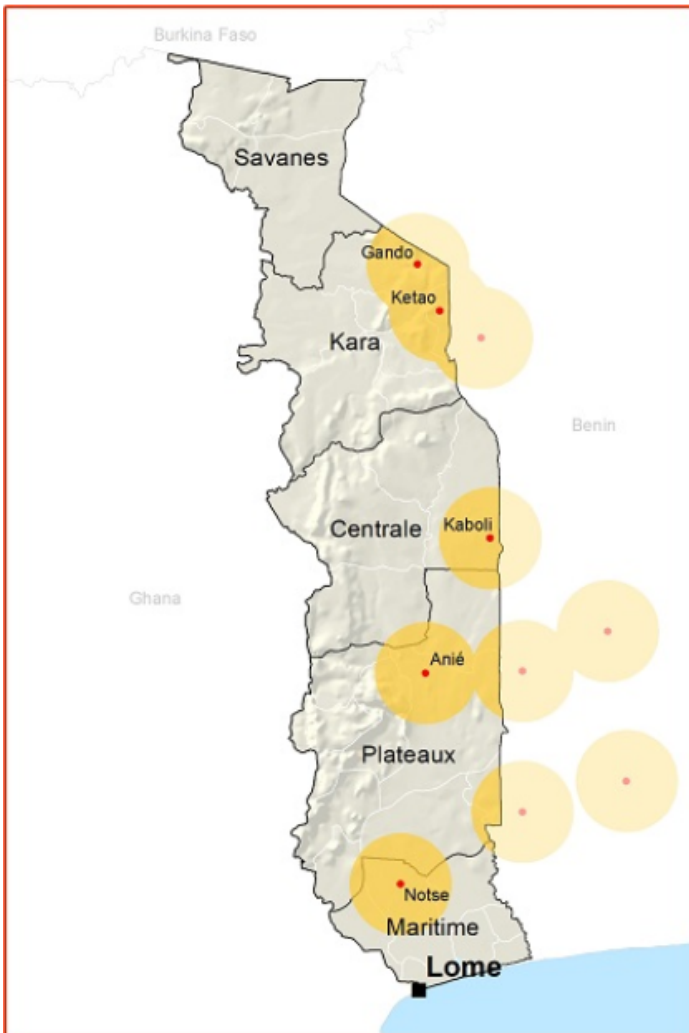 Burkina Faso
Savanes
Gando
Ketao
Kara
Benin
Kaboli
Centrale
Ghana
Anié
Plateaux
Notse
Maritime
Lome